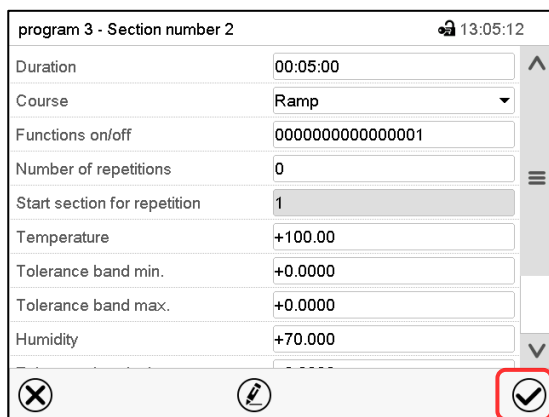 program 3 - Section number 2 13:05:12
Duration 00:05:00
Course Ramp
Functions on/off 0000000000000001
Number of repetitions 0
Start section for repetition 1
Temperature +100.00
Tolerance band min. +0.0000
Tolerance band max. +0.0000
Humidity +70.000